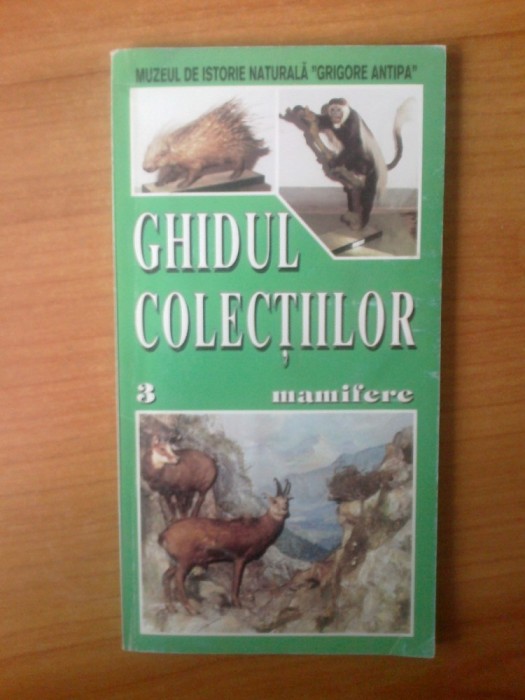 MUZEUL DE ISTORIE NATURALĂ "GRIGORE ANTIPA"
GHIDUL
COLECȚIILOR
3 mamifere